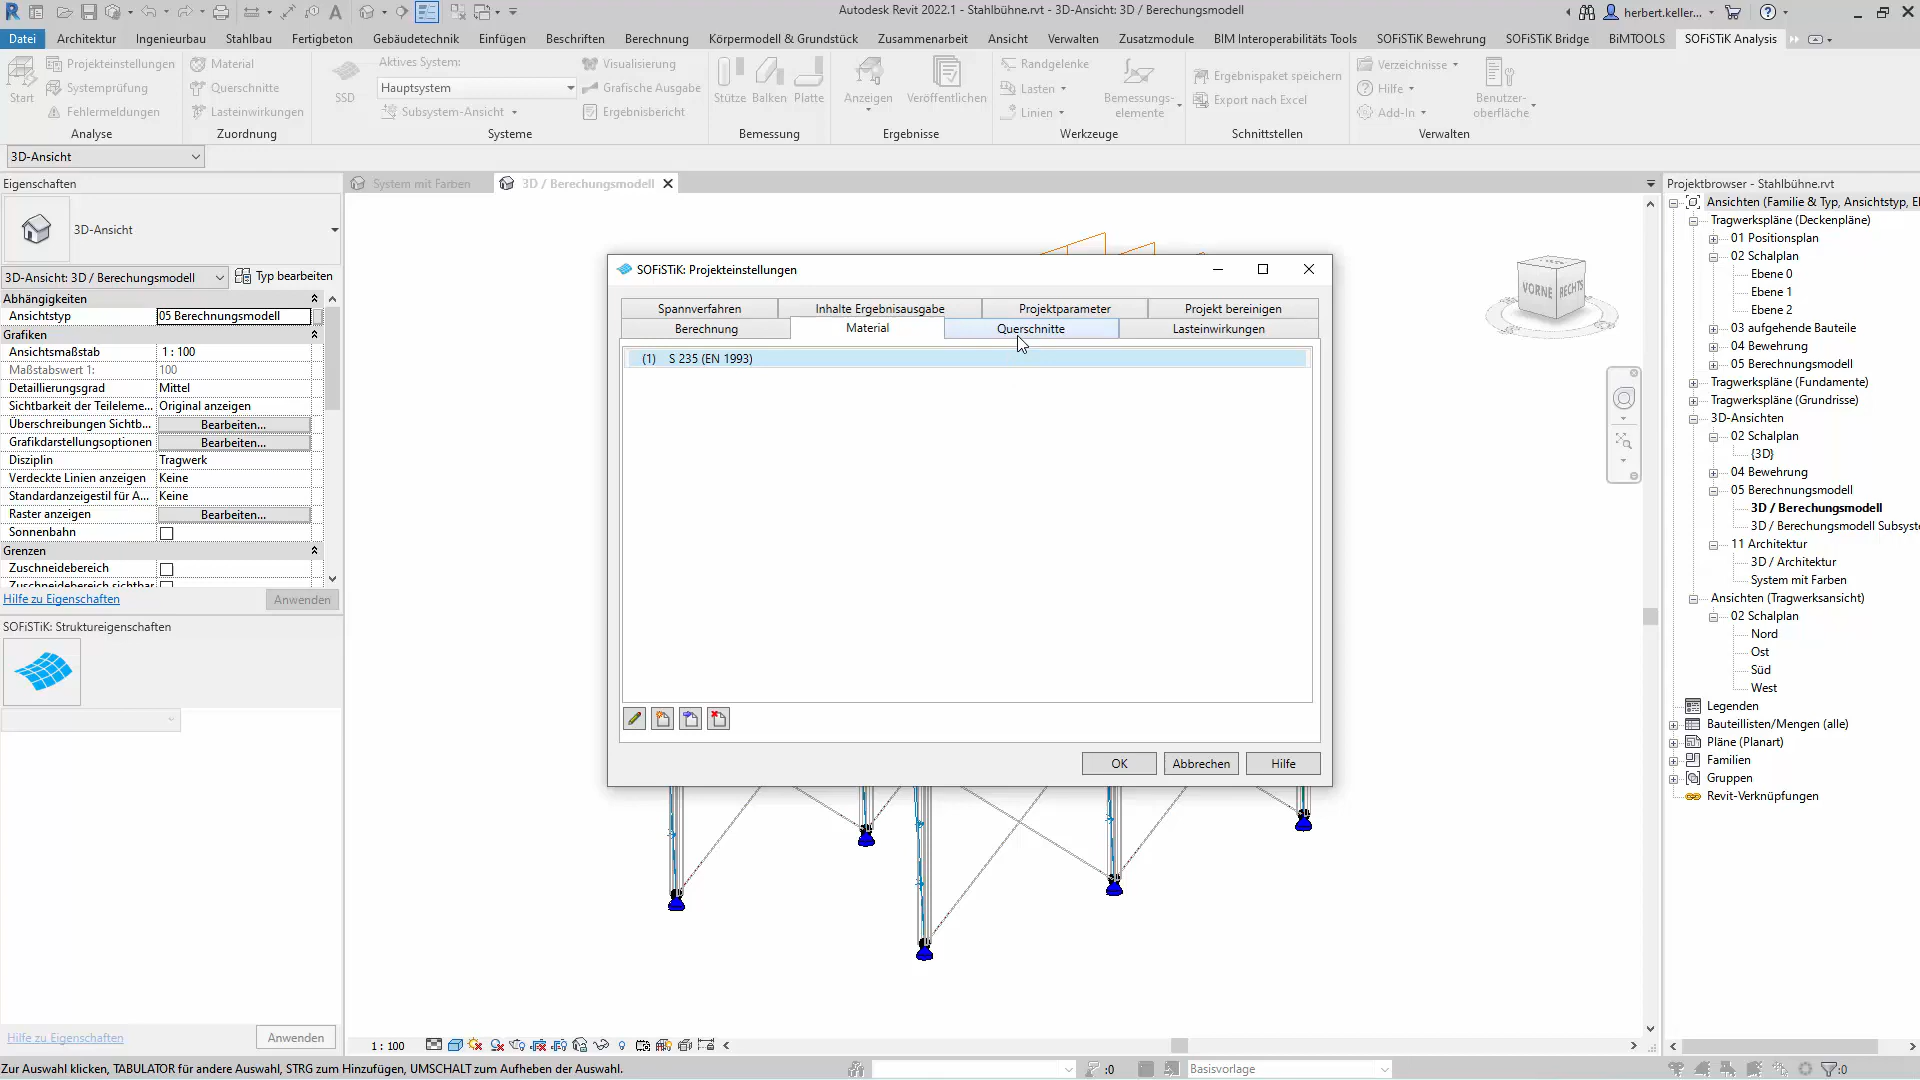 Autodesk Revit 2022.1 - Stahlbühne.rvt - 3D-Ansicht: 3D / Berechungsmodell
herbert.keller...
Datei Architektur Ingenieurbau Stahlbau Fertigbeton Gebäudetechnik Einfügen Beschriften Berechnung Körpermodell & Grundstück Zusammenarbeit Ansicht Verwalten Zusatzmodule BIM Interoperabilitäts Tools SOFiSTiK Bewehrung SOFiSTiK Bridge BiMTOOLS SOFiSTiK Analysis
Start
Projekteinstellungen
Systemprüfung
Fehlermeldungen
Analyse
Material
Querschnitte
Lasteinwirkungen
Zuordnung
SSD
Aktives System:
Hauptsystem
Subsystem-Ansicht
Visualisierung
Grafische Ausgabe
Ergebnisbericht
Systeme
Stütze Balken Platte
Bemessung
Anzeigen Veröffentlichen
Ergebnisse
Randgelenke
Lasten
Linien
Bemessungs-
elemente
Werkzeuge
Ergebnispaket speichern
Export nach Excel
Schnittstellen
Verzeichnisse
Hilfe
Add-In
Benutzer-
oberfläche
Verwalten
3D-Ansicht
Eigenschaften
3D-Ansicht
3D-Ansicht: 3D / Berechungsmodell Typ bearbeiten
Abhängigkeiten
Ansichtstyp 05 Berechnungsmodell
Grafiken
Ansichtsmaßstab 1 : 100
Maßstabswert 1: 100
Detaillierungsgrad Mittel
Sichtbarkeit der Teileleme... Original anzeigen
Überschreibungen Sichtb... Bearbeiten...
Grafikdarstellungsoptionen Bearbeiten...
Disziplin Tragwerk
Verdeckte Linien anzeigen Keine
Standardanzeigestil für A... Keine
Raster anzeigen Bearbeiten...
Sonnenbahn
Grenzen
Zuschneidebereich
Zuschneidebereich sichtbar
Hilfe zu Eigenschaften Anwenden
SOFiSTiK: Struktureigenschaften
Hilfe zu Eigenschaften Anwenden
System mit Farben 3D / Berechungsmodell
VORNE RECHTS
SOFiSTiK: Projekteinstellungen
Spannverfahren Inhalte Ergebnisausgabe Projektparameter Projekt bereinigen
Berechnung Material Querschnitte Lasteinwirkungen
(1) S 235 (EN 1993)
OK Abbrechen Hilfe
Projektbrowser - Stahlbühne.rvt
Ansichten (Familie & Typ, Ansichtstyp, El
Tragwerkspläne (Deckenpläne)
01 Positionsplan
02 Schalplan
Ebene 0
Ebene 1
Ebene 2
03 aufgehende Bauteile
04 Bewehrung
05 Berechnungsmodell
Tragwerkspläne (Fundamente)
Tragwerkspläne (Grundrisse)
3D-Ansichten
02 Schalplan
{3D}
04 Bewehrung
05 Berechnungsmodell
3D / Berechungsmodell
3D / Berechungsmodell Subsyste
11 Architektur
3D / Architektur
System mit Farben
Ansichten (Tragwerksansicht)
02 Schalplan
Nord
Ost
Süd
West
Legenden
Bauteillisten/Mengen (alle)
Pläne (Planart)
Familien
Gruppen
Revit-Verknüpfungen
1 : 100
Zur Auswahl klicken, TABULATOR für andere Auswahl, STRG zum Hinzufügen, UMSCHALT zum Aufheben der Auswahl. :0 Basisvorlage :0